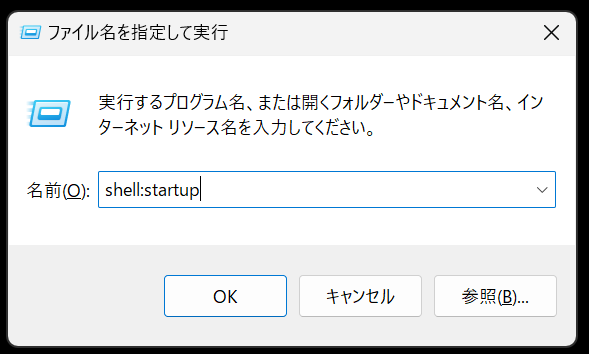 ファイル名を指定して実行
実行するプログラム名、または開くフォルダーやドキュメント名、イン
ターネット リソース名を入力してください。
名前(O): shell:startup
OK キャンセル 参照(B)...